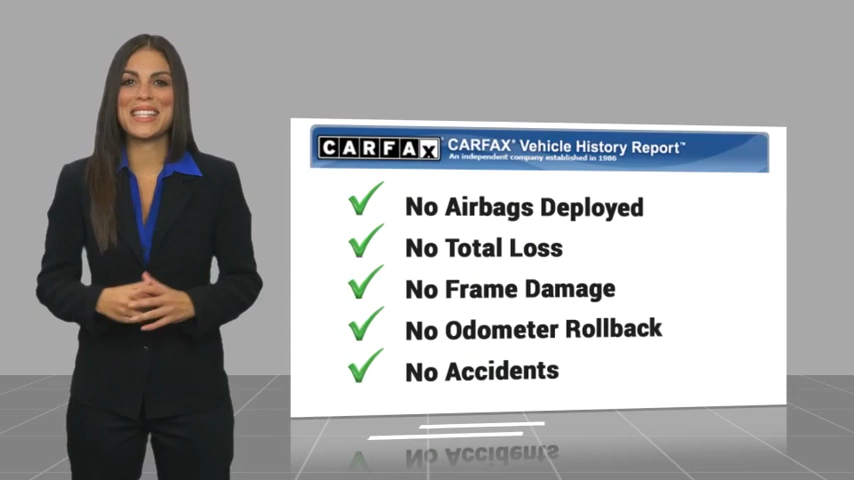 CARFAX® CARFAX® Vehicle History Report™
An independent company established in 1986
No Airbags Deployed
No Total Loss
No Frame Damage
No Odometer Rollback
No Accidents
No Accidents